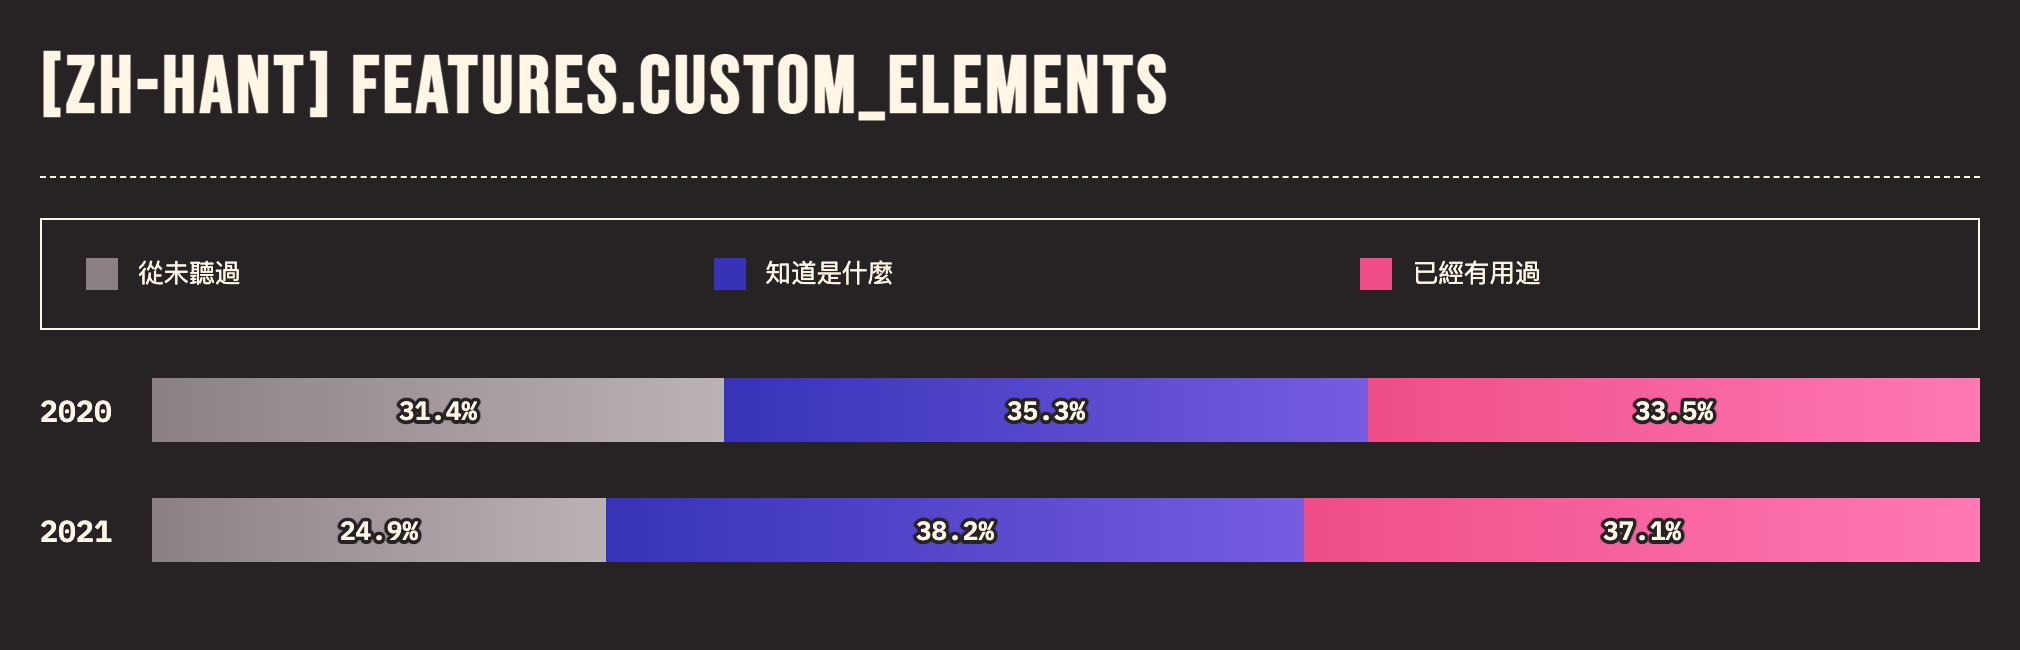 [ZH-HANT] FEATURES.CUSTOM_ELEMENTS
從未聽過 知道是什麼 已經有用過
2020 31.4% 35.3% 33.5%
2021 24.9% 38.2% 37.1%